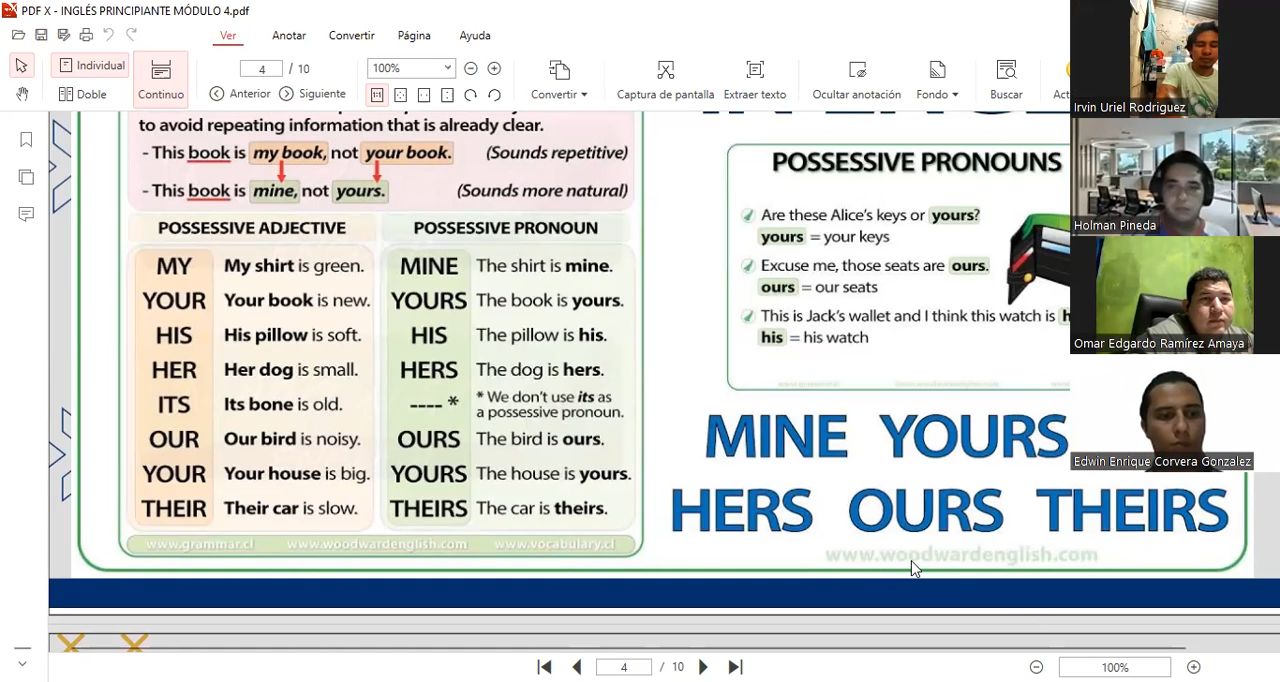 PDF X - INGLÉS PRINCIPIANTE MÓDULO 4.pdf
Ver
Anotar
Convertir
Página
Ayuda
Individual
Doble
Continuo
4 / 10
Anterior
Siguiente
100%
Convertir
Captura de pantalla
Extraer texto
Ocultar anotación
Fondo
Buscar
to avoid repeating information that is already clear.
- This book is my book, not your book. (Sounds repetitive)
- This book is mine, not yours. (Sounds more natural)
POSSESSIVE ADJECTIVE POSSESSIVE PRONOUN
MY My shirt is green. MINE The shirt is mine.
YOUR Your book is new. YOURS The book is yours.
HIS His pillow is soft. HIS The pillow is his.
HER Her dog is small. HERS The dog is hers.
ITS Its bone is old. ---- * * We don't use its as
a possessive pronoun.
OUR Our bird is noisy. OURS The bird is ours.
YOUR Your house is big. YOURS The house is yours.
THEIR Their car is slow. THEIRS The car is theirs.
www.grammar.cl www.woodwardenglish.com www.vocabulary.cl
POSSESSIVE PRONOUNS
Are these Alice's keys or yours?
yours = your keys
Excuse me, those seats are ours.
ours = our seats
This is Jack's wallet and I think this watch is
his = his watch
MINE YOURS
HERS OURS THEIRS
www.woodwardenglish.com
Irvin Uriel Rodriguez
Holman Pineda
Omar Edgardo Ramírez Amaya
Edwin Enrique Corvera Gonzalez
4 / 10
100%